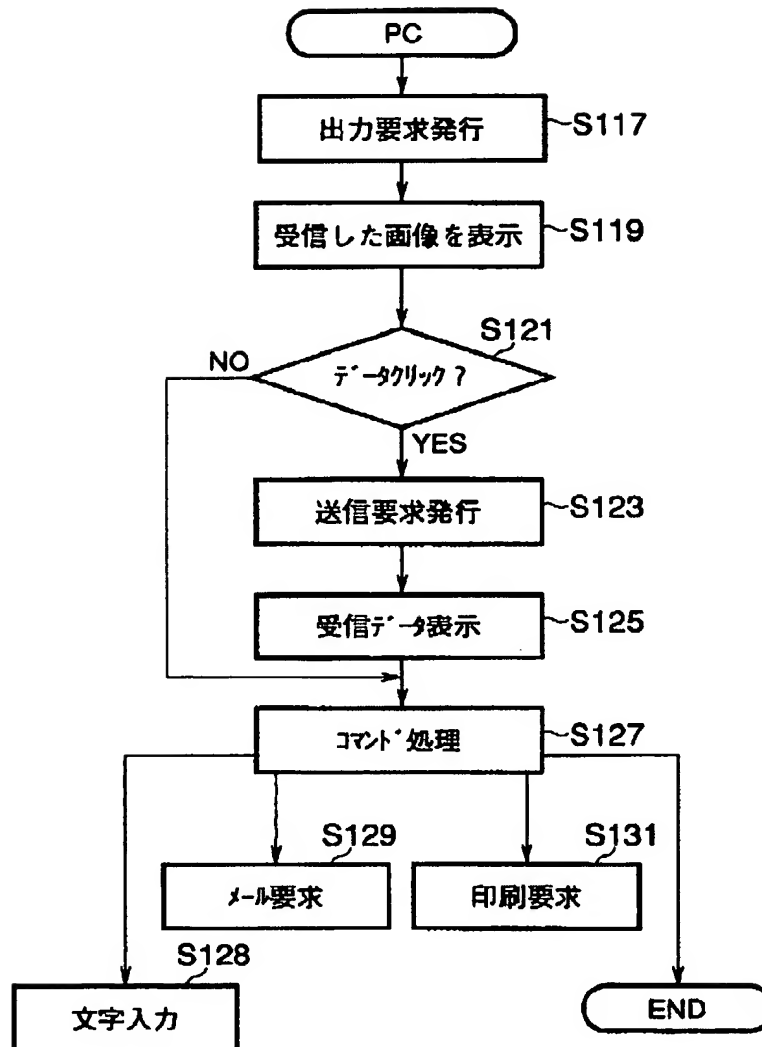 PC
出力要求発行
S117
受信した画像を表示
S119
S121
データクリック?
NO
YES
送信要求発行
S123
受信データ表示
S125
コマンド処理
S127
S129
メール要求
S131
印刷要求
S128
文字入力
END